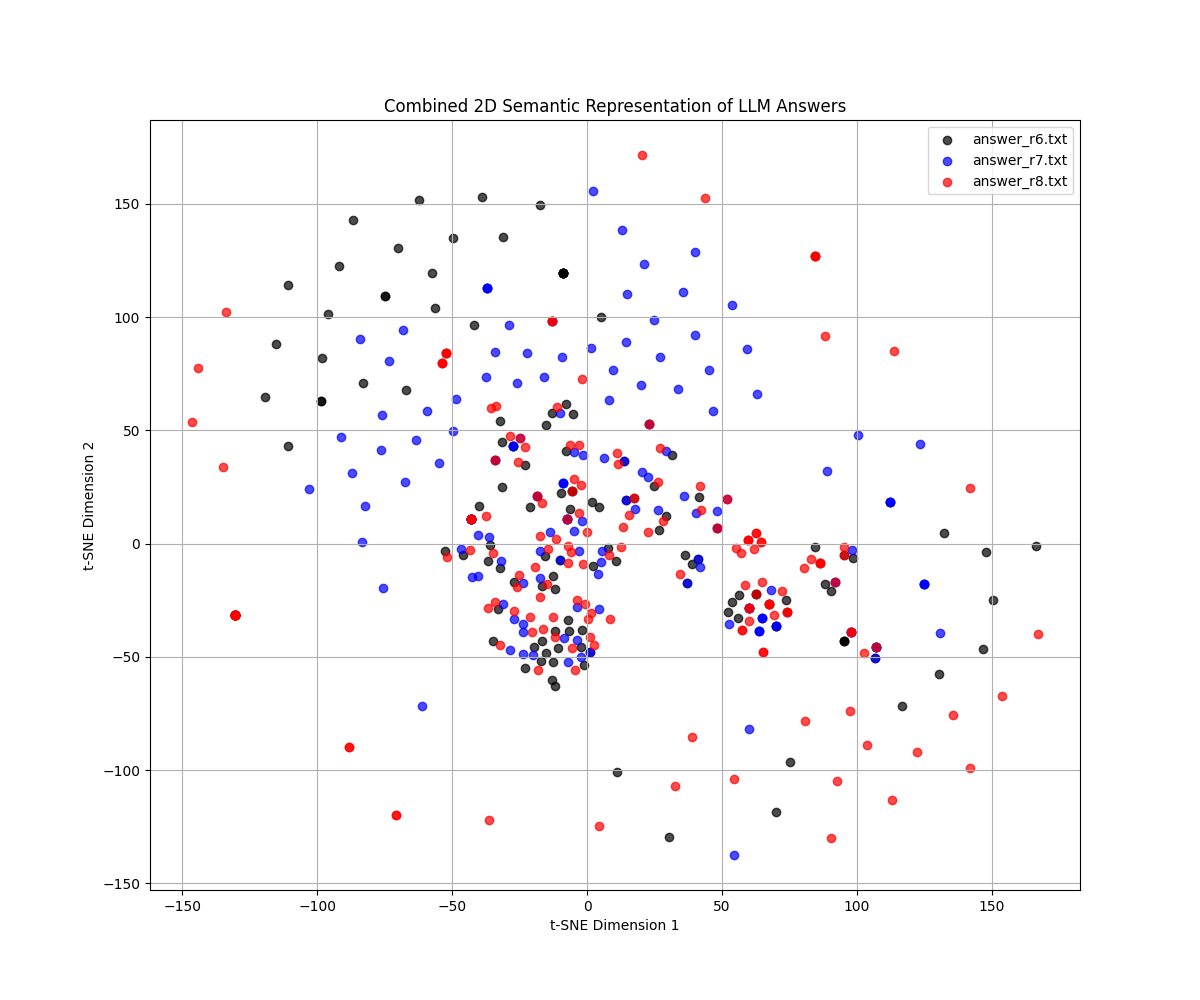 Combined 2D Semantic Representation of LLM Answers
answer_r6.txt
answer_r7.txt
answer_r8.txt
150
100
50
0
−50
−100
−150
t-SNE Dimension 2
−150
−100
−50
0
50
100
150
t-SNE Dimension 1